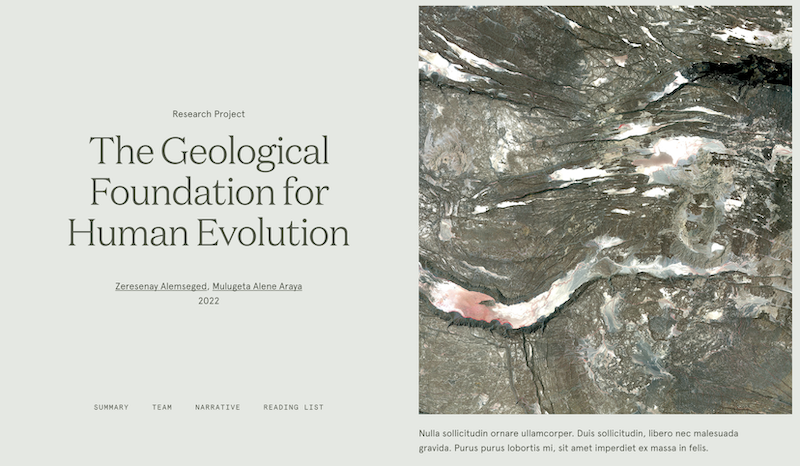 Research Project
The Geological
Foundation for
Human Evolution
Zeresenay Alemseged, Mulugeta Alene Araya
2022
SUMMARY TEAM NARRATIVE READING LIST
Nulla sollicitudin ornare ullamcorper. Duis sollicitudin, libero nec malesuada
gravida. Purus purus lobortis mi, sit amet imperdiet ex massa in felis.